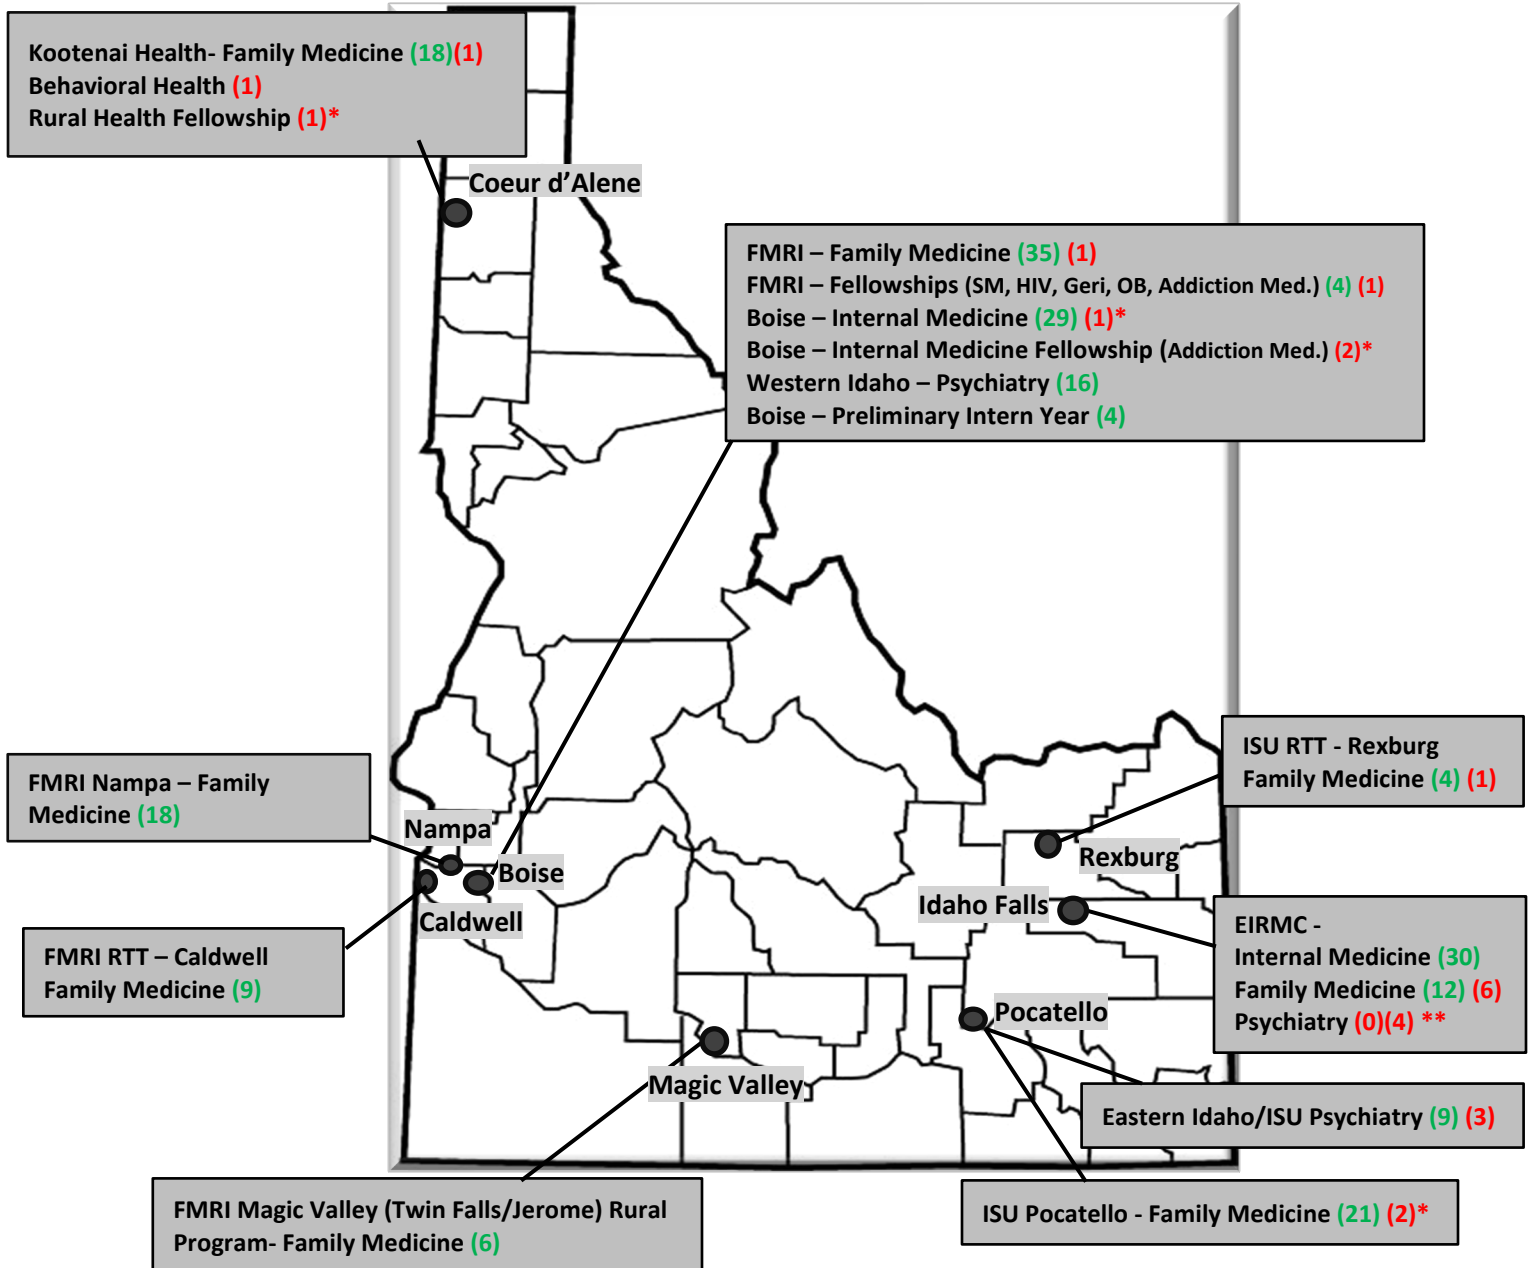 Kootenai Health- Family Medicine (18)(1)
Behavioral Health (1)
Rural Health Fellowship (1)*
Coeur d’Alene
FMRI – Family Medicine (35) (1)
FMRI – Fellowships (SM, HIV, Geri, OB, Addiction Med.) (4) (1)
Boise – Internal Medicine (29) (1)*
Boise – Internal Medicine Fellowship (Addiction Med.) (2)*
Western Idaho – Psychiatry (16)
Boise – Preliminary Intern Year (4)
ISU RTT - Rexburg
Family Medicine (4) (1)
FMRI Nampa – Family
Medicine (18)
Nampa
Boise
Caldwell
Rexburg
Idaho Falls
FMRI RTT – Caldwell
Family Medicine (9)
EIRMC -
Internal Medicine (30)
Family Medicine (12) (6)
Psychiatry (0)(4) **
Pocatello
Magic Valley
Eastern Idaho/ISU Psychiatry (9) (3)
FMRI Magic Valley (Twin Falls/Jerome) Rural
Program- Family Medicine (6)
ISU Pocatello - Family Medicine (21) (2)*